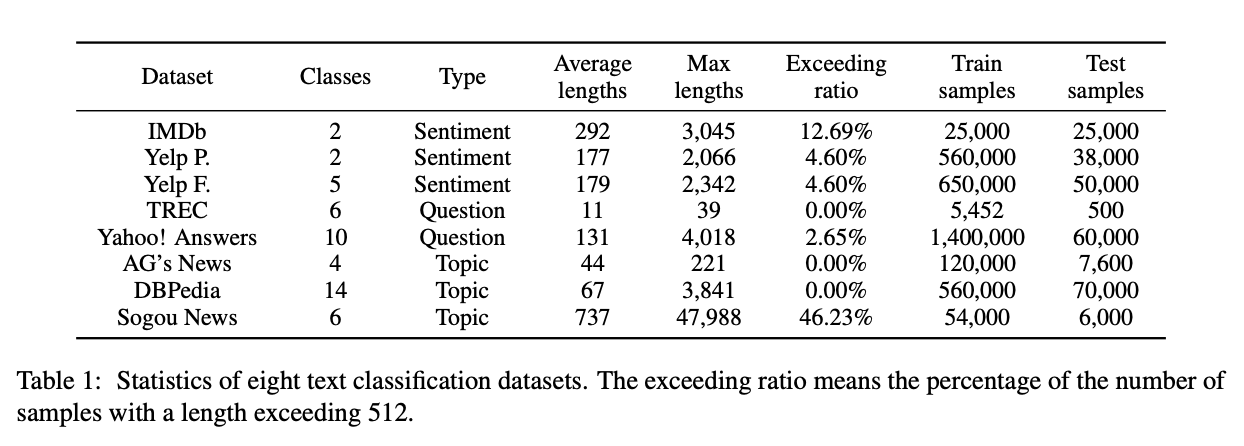 Dataset Classes Type Average lengths Max lengths Exceeding ratio Train samples Test samples
IMDb 2 Sentiment 292 3,045 12.69% 25,000 25,000
Yelp P. 2 Sentiment 177 2,066 4.60% 560,000 38,000
Yelp F. 5 Sentiment 179 2,342 4.60% 650,000 50,000
TREC 6 Question 11 39 0.00% 5,452 500
Yahoo! Answers 10 Question 131 4,018 2.65% 1,400,000 60,000
AG's News 4 Topic 44 221 0.00% 120,000 7,600
DBPedia 14 Topic 67 3,841 0.00% 560,000 70,000
Sogou News 6 Topic 737 47,988 46.23% 54,000 6,000
Table 1: Statistics of eight text classification datasets. The exceeding ratio means the percentage of the number of
samples with a length exceeding 512.